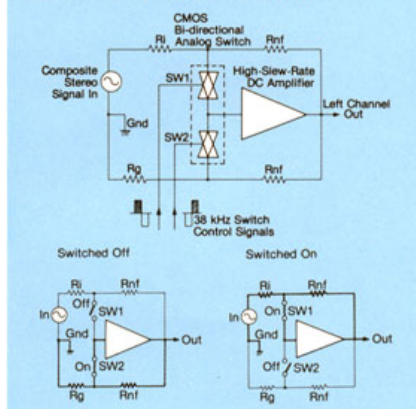 CMOS
Bi-directional
Analog Switch
Ri
Rnf
Composite
Stereo
Signal In
SW1
High-Slew-Rate
DC Amplifier
Left Channel
Out
Gnd
SW2
Rg
Rnf
38 kHz Switch
Control Signals
Switched Off
Switched On
Ri
Rnf
Off
SW1
In
Gnd
Out
On
SW2
Rg
Rnf
Ri
Rnf
On
SW1
In
Gnd
Out
Off
SW2
Rg
Rnf